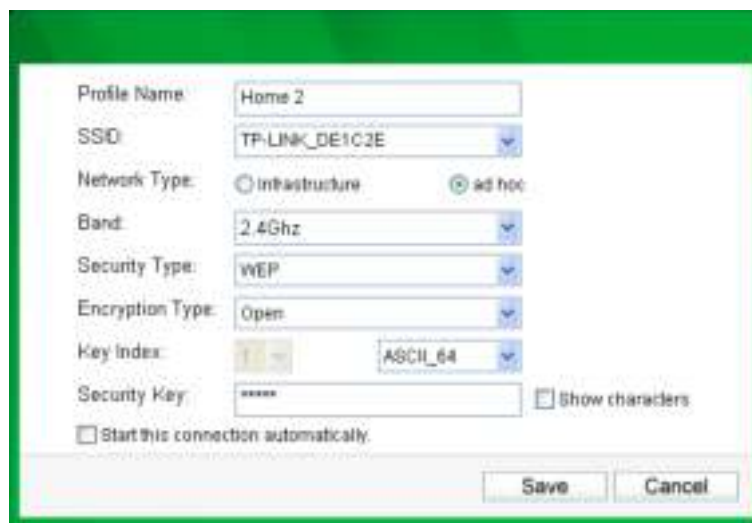 Profile Name: Home 2
SSID: TP-LINK_DE1C2E
Network Type: Infrastructure ad hoc
Band: 2.4Ghz
Security Type: WEP
Encryption Type: Open
Key Index: 1 ASCII_64
Security Key: ***** Show characters
Start this connection automatically.
Save Cancel